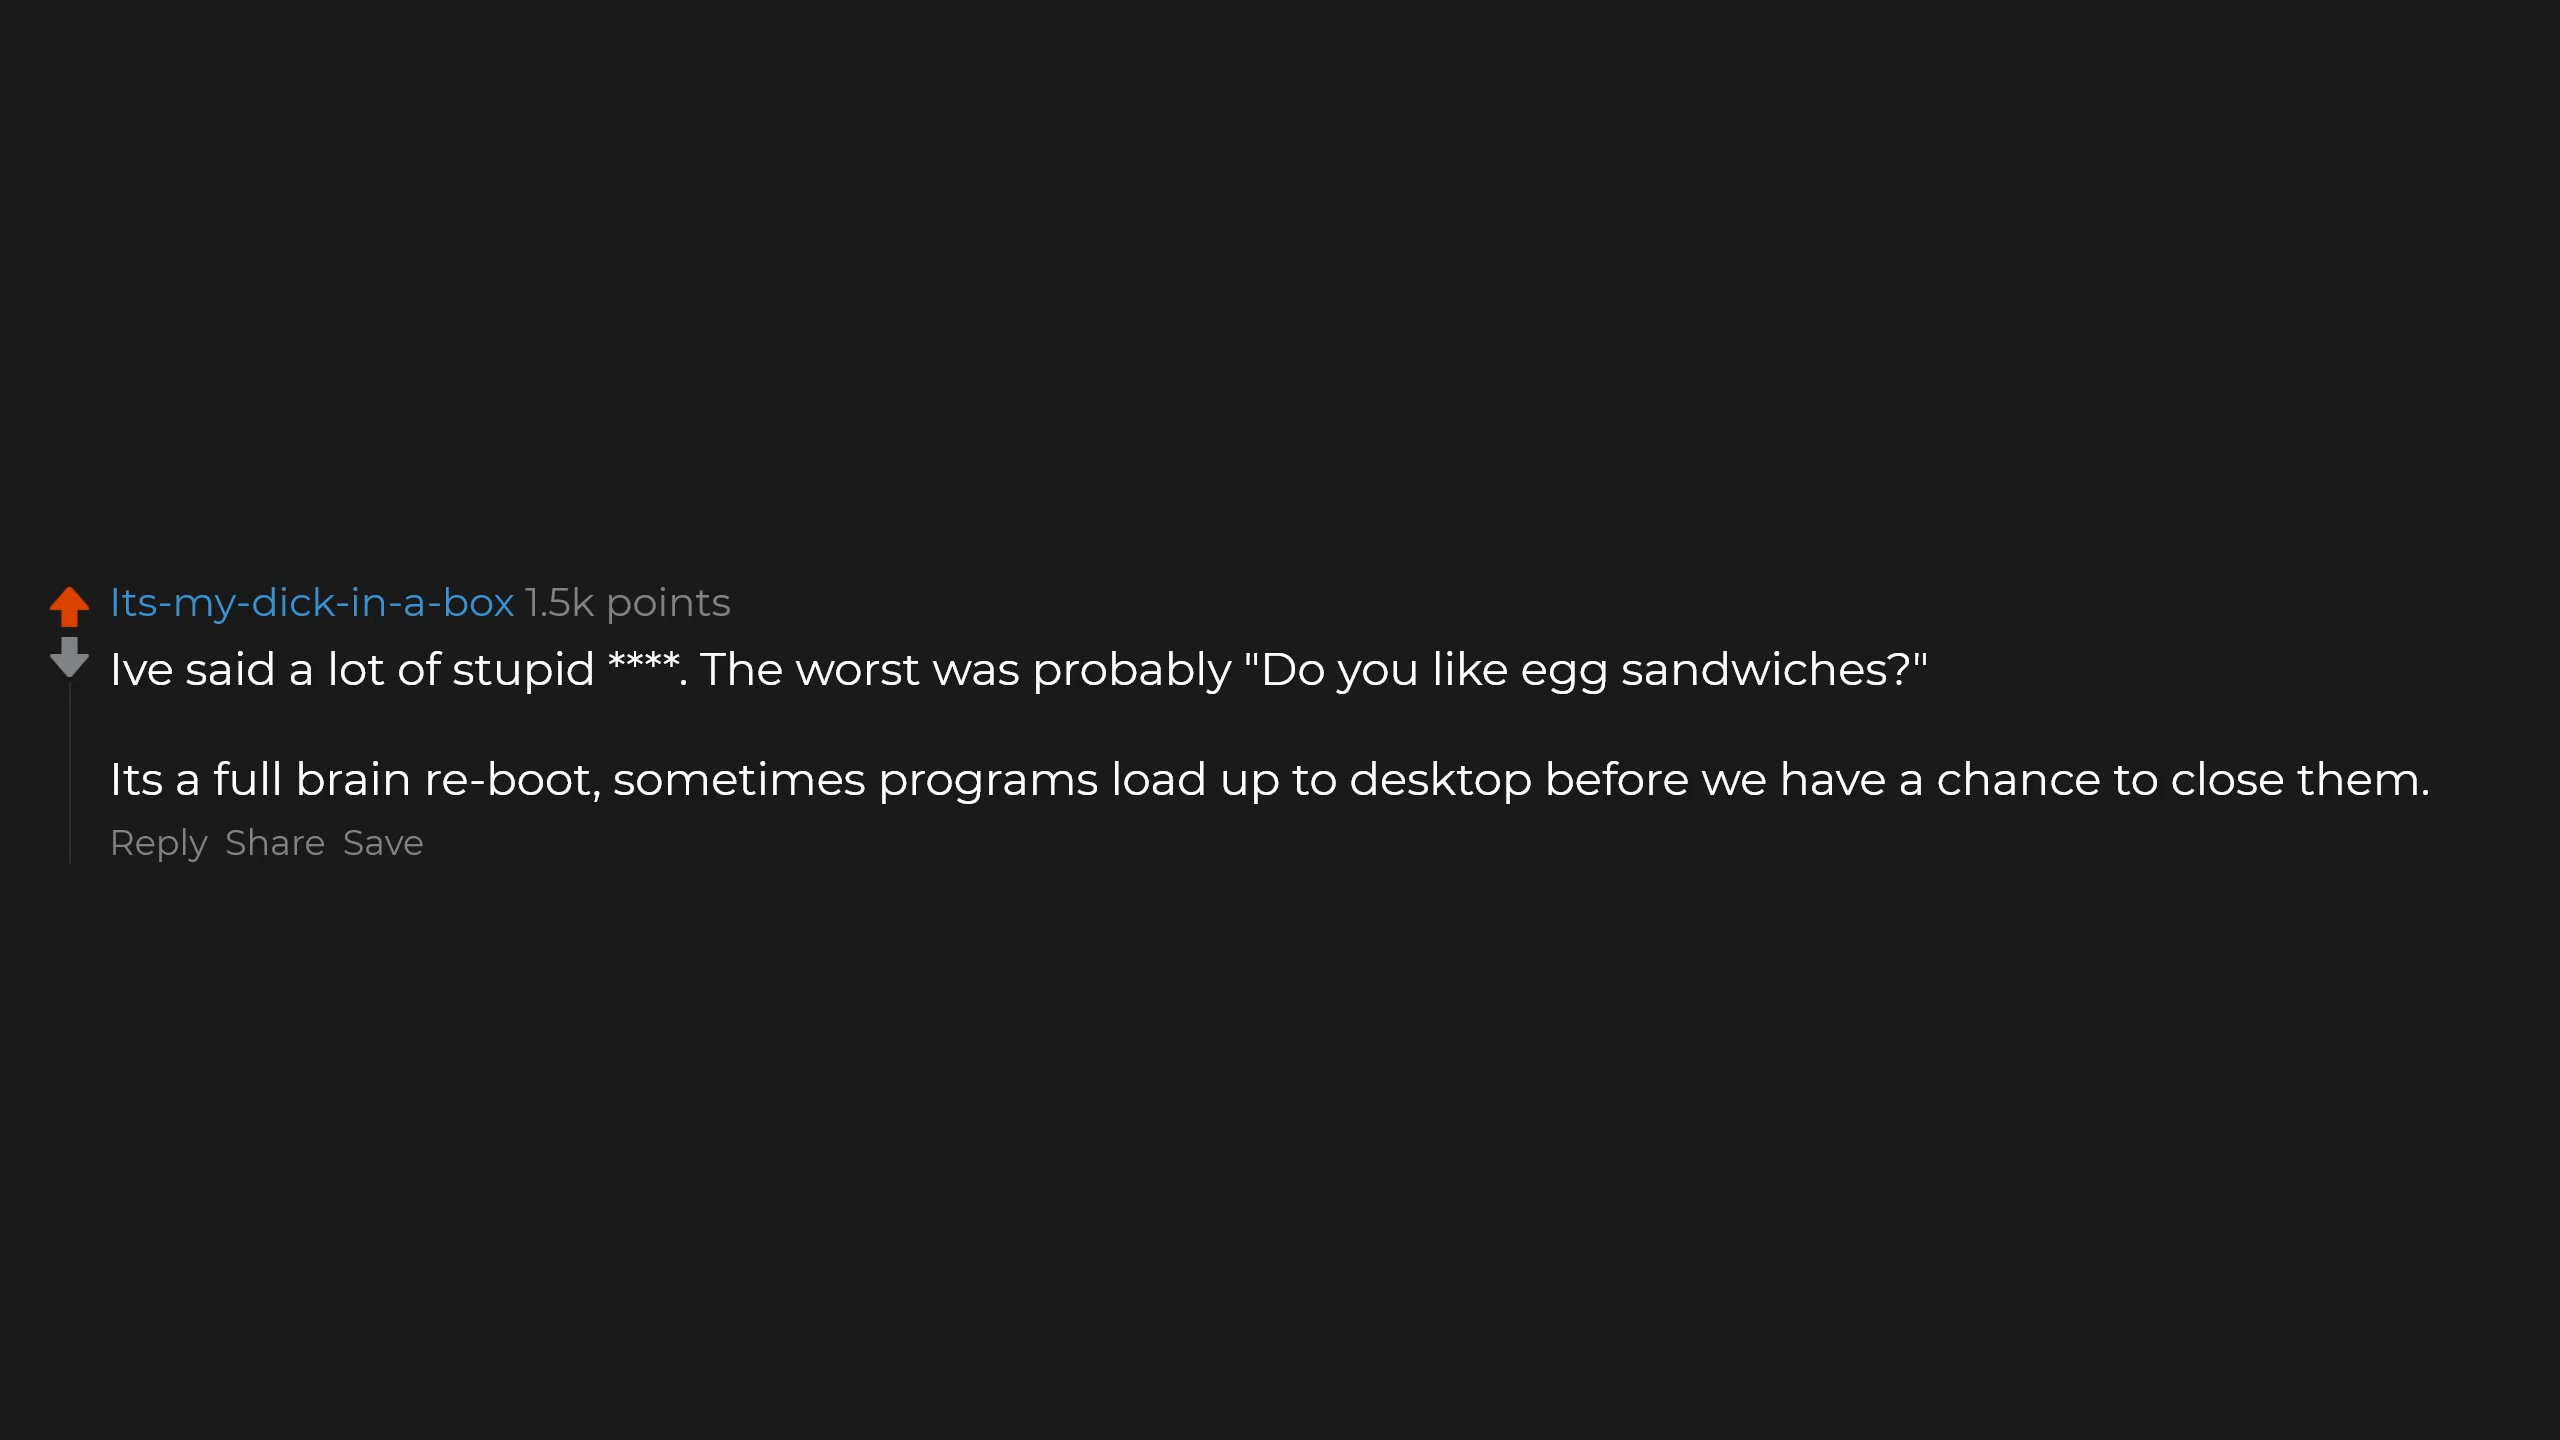 Its-my-dick-in-a-box 1.5k points
Ive said a lot of stupid ****. The worst was probably "Do you like egg sandwiches?"
Its a full brain re-boot, sometimes programs load up to desktop before we have a chance to close them.
Reply Share Save